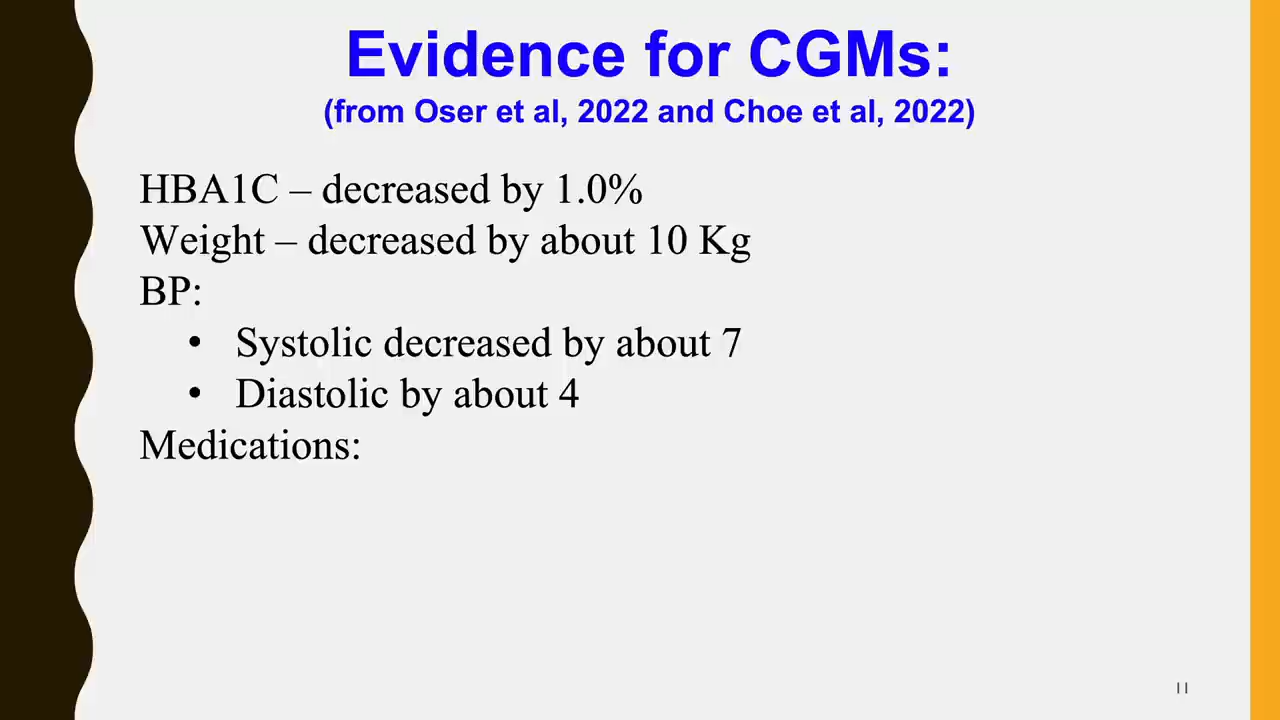 Evidence for CGMs:
(from Oser et al, 2022 and Choe et al, 2022)
HBA1C – decreased by 1.0%
Weight – decreased by about 10 Kg
BP:
• Systolic decreased by about 7
• Diastolic by about 4
Medications:
11